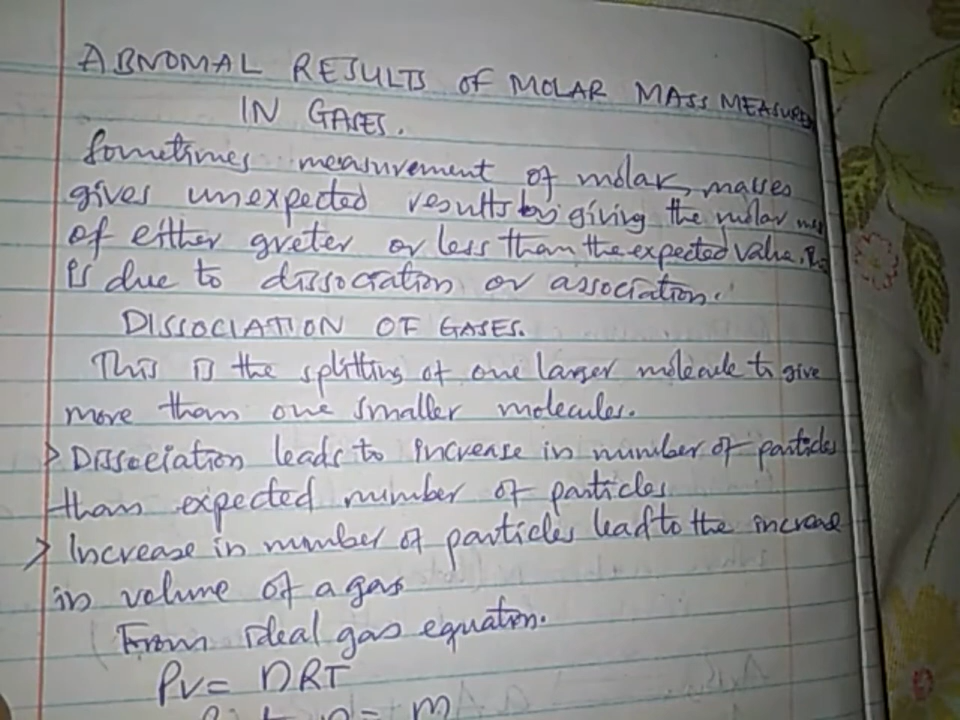 ABNOMAL RESULTS OF MOLAR MASS MEASURED
IN GASES.
Sometimes measurement of molar masses
gives unexpected results by giving the molar
of either greter or less than the expected value.
is due to dissociation or association.
DISSOCIATION OF GASES.
This is the splitting of one larger molecule to give
more than one smaller molecules.
> Dissociation leads to increase in number of particles
than expected number of particles
> Increase in number of particles lead to the increase
in volume of a gas
From ideal gas equation.
PV = nRT
n = m